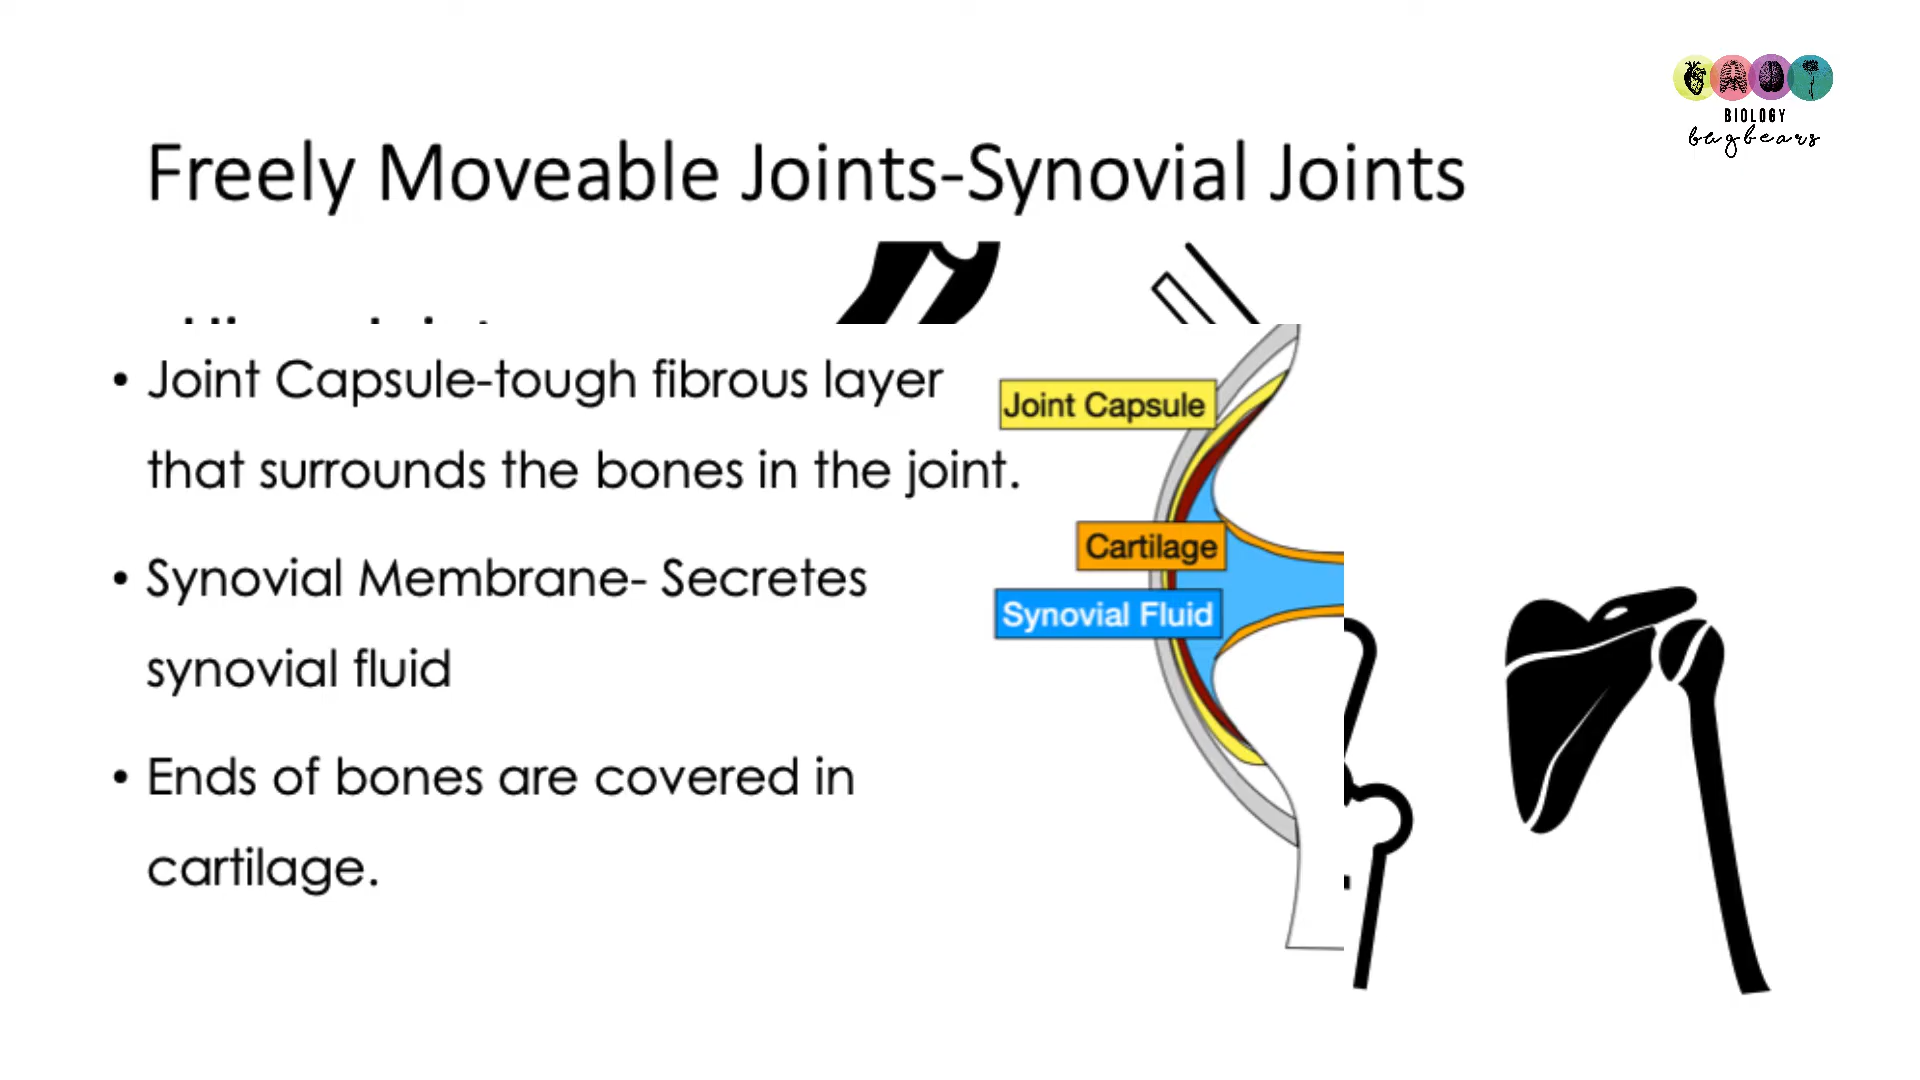 BIOLOGY
bugbears
Freely Moveable Joints-Synovial Joints
• Joint Capsule-tough fibrous layer
that surrounds the bones in the joint.
• Synovial Membrane- Secretes
synovial fluid
• Ends of bones are covered in
cartilage.
Joint Capsule
Cartilage
Synovial Fluid